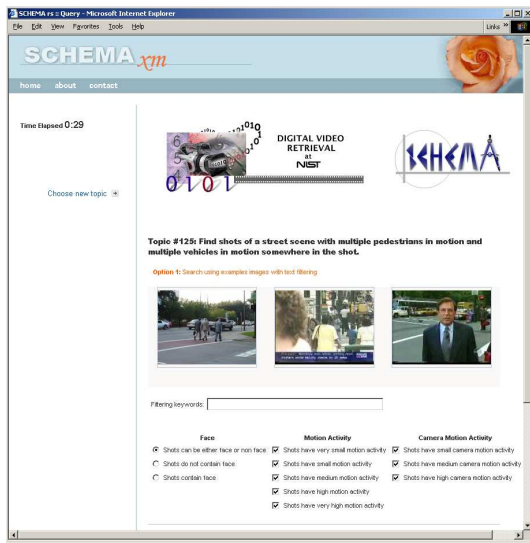 SCHEMA rs :: Query - Microsoft Internet Explorer
File Edit View Favorites Tools Help
Links »
SCHEMA xm
home about contact
Time Elapsed 0:29
Choose new topic
DIGITAL VIDEO
RETRIEVAL
at
NIST
0101
SCHEMA
Topic #125: Find shots of a street scene with multiple pedestrians in motion and
multiple vehicles in motion somewhere in the shot.
Option 1: Search using examples images with text filtering
Filtering keywords:
Face
Shots can be either face or non face
Shots do not contain face
Shots contain face
Motion Activity
Shots have very small motion activity
Shots have small motion activity
Shots have medium motion activity
Shots have high motion activity
Shots have very high motion activity
Camera Motion Activity
Shots have small camera motion activity
Shots have medium camera motion activity
Shots have high camera motion activity